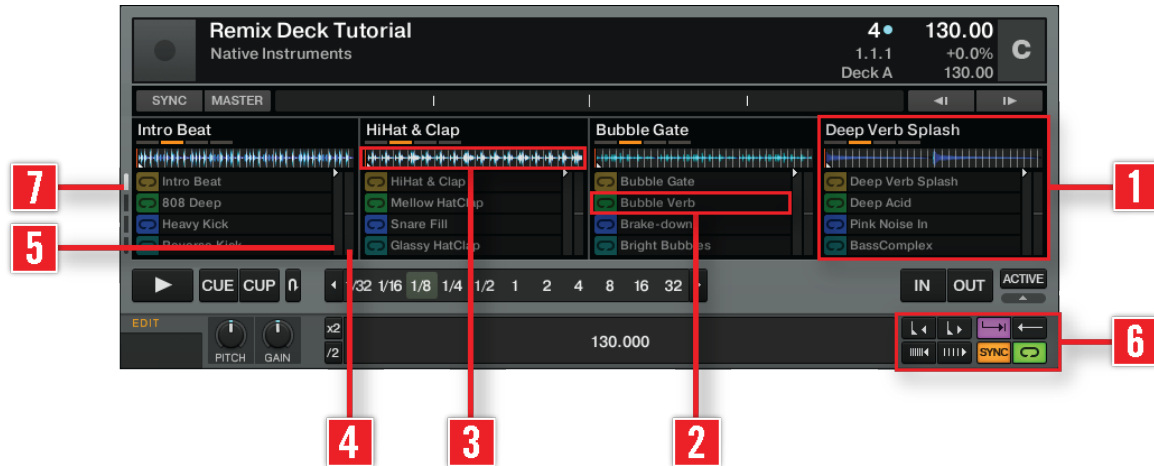 Remix Deck Tutorial
Native Instruments
4
130.00
1.1.1
+0.0%
Deck A
130.00
C
SYNC MASTER
Intro Beat
HiHat & Clap
Bubble Gate
Deep Verb Splash
Intro Beat
HiHat & Clap
Bubble Gate
Deep Verb Splash
808 Deep
Mellow HatClap
Bubble Verb
Deep Acid
Heavy Kick
Snare Fill
Brake-down
Pink Noise In
Reverse Kick
Glassy HatClap
Bright Bubbles
BassComplex
CUE CUP
1/32 1/16 1/8 1/4 1/2 1 2 4 8 16 32
IN OUT ACTIVE
EDIT
PITCH GAIN
x2
/2
130.000
SYNC
7
5
1
6
4
3
2